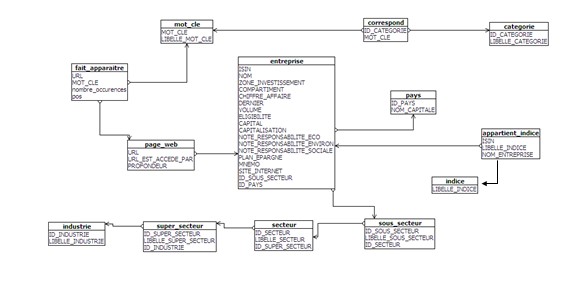 mot_cle
MOT_CLE
LIBELLE_MOT_CLE
correspond
ID_CATEGORIE
MOT_CLE
categorie
ID_CATEGORIE
LIBELLE_CATEGORIE
fait_apparaitre
URL
MOT_CLE
nombre_occurences
pos
entreprise
ISIN
NOM
ZONE_INVESTISSEMENT
COMPARTIMENT
CHIFFRE_AFFAIRE
DERNIER
VOLUME
ELIGIBILITE
CAPITAL
CAPITALISATION
NOTE_RESPONSABILITE_ECO
NOTE_RESPONSABILITE_ENVIRON
NOTE_RESPONSABILITE_SOCIALE
PLAN_EPARGNE
MNEMO
SITE_INTERNET
ID_SOUS_SECTEUR
ID_PAYS
pays
ID_PAYS
NOM_CAPITALE
page_web
URL
URL_EST_ACCEDE_PAR
PROFONDEUR
appartient_indice
ISIN
LIBELLE_INDICE
NOM_ENTREPRISE
indice
LIBELLE_INDICE
industrie
ID_INDUSTRIE
LIBELLE_INDUSTRIE
super_secteur
ID_SUPER_SECTEUR
LIBELLE_SUPER_SECTEUR
ID_INDUSTRIE
secteur
ID_SECTEUR
LIBELLE_SECTEUR
ID_SUPER_SECTEUR
sous_secteur
ID_SOUS_SECTEUR
LIBELLE_SOUS_SECTEUR
ID_SECTEUR